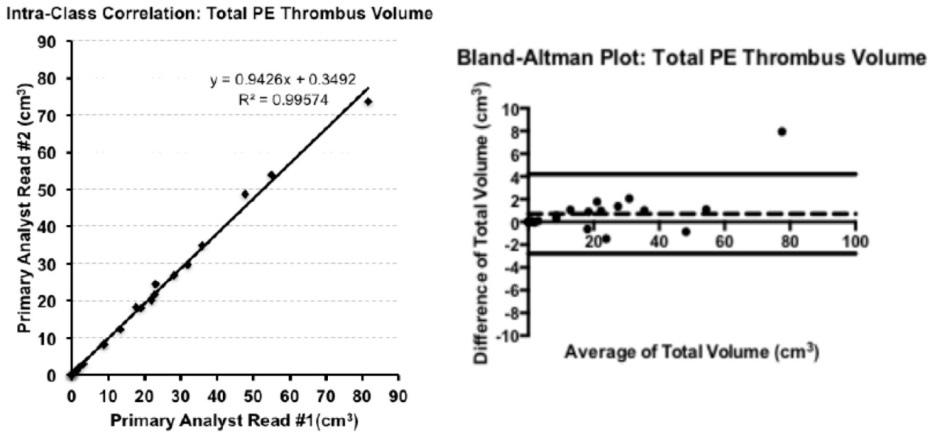 Intra-Class Correlation: Total PE Thrombus Volume
90
80
70
60
50
40
30
20
10
0
y = 0.9426x + 0.3492
R² = 0.99574
Primary Analyst Read #2 (cm³)
0 10 20 30 40 50 60 70 80 90
Primary Analyst Read #1(cm³)
Bland-Altman Plot: Total PE Thrombus Volume
10
8
6
4
2
0
-2
-4
-6
-8
-10
20 40 60 80 100
Difference of Total Volume (cm³)
Average of Total Volume (cm³)